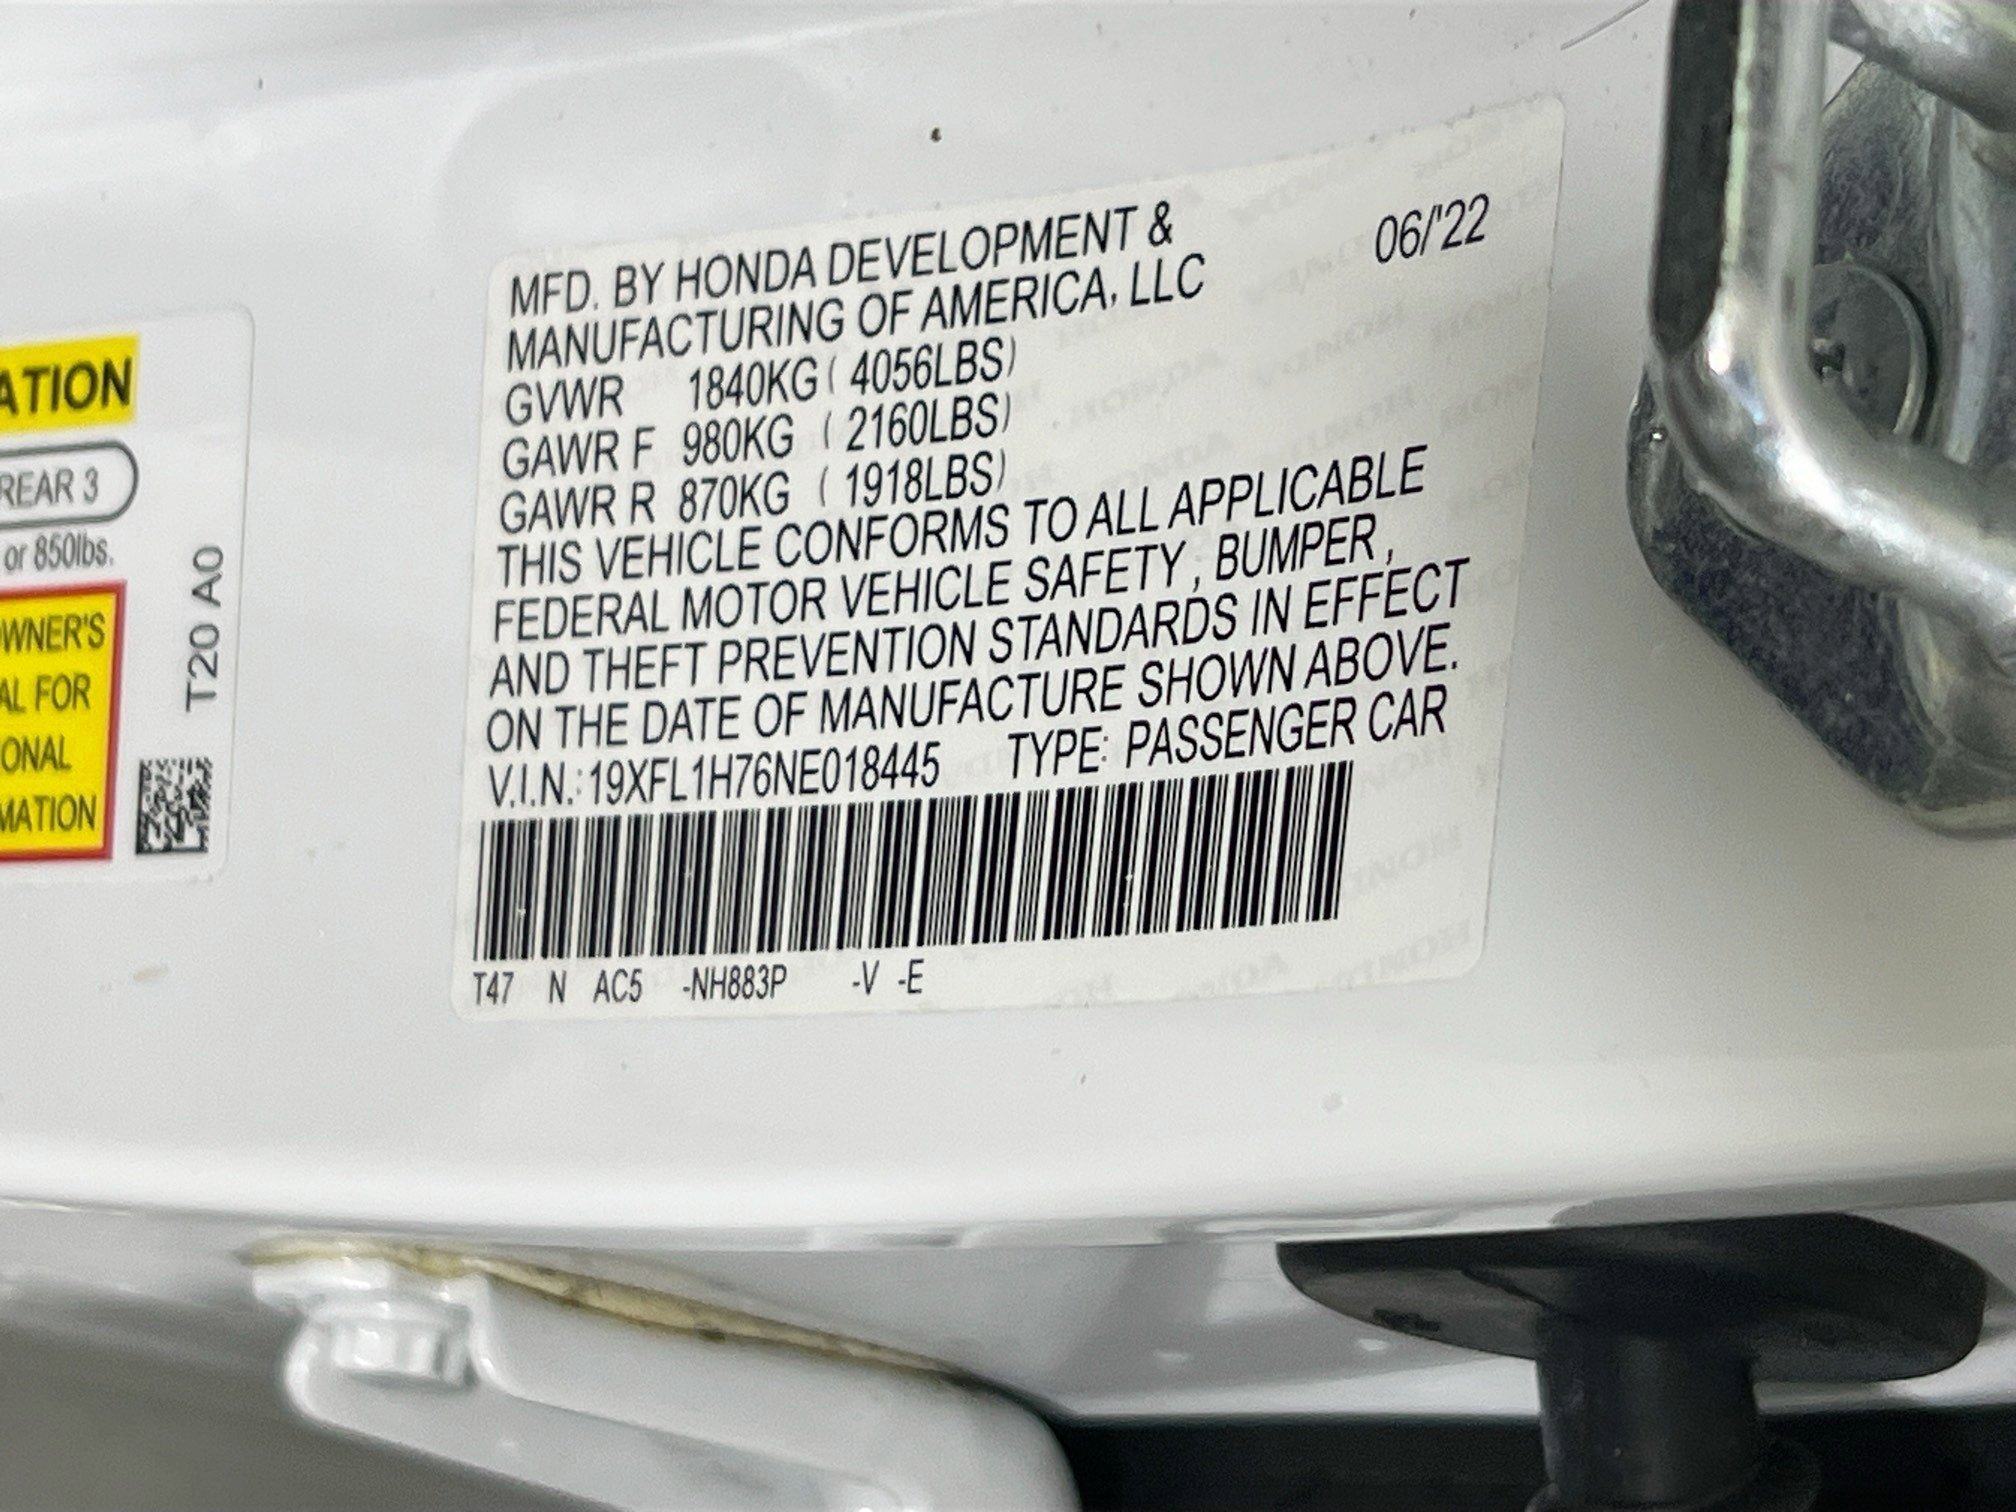 ATION
REAR 3
or 850lbs.
OWNER'S
AL FOR
ONAL
MATION
T20 A0
MFD. BY HONDA DEVELOPMENT &
MANUFACTURING OF AMERICA, LLC
06/'22
GVWR 1840KG ( 4056LBS)
GAWR F 980KG ( 2160LBS)
GAWR R 870KG ( 1918LBS)
THIS VEHICLE CONFORMS TO ALL APPLICABLE
FEDERAL MOTOR VEHICLE SAFETY , BUMPER ,
AND THEFT PREVENTION STANDARDS IN EFFECT
ON THE DATE OF MANUFACTURE SHOWN ABOVE.
V.I.N.: 19XFL1H76NE018445 TYPE: PASSENGER CAR
T47 N AC5 -NH883P -V -E